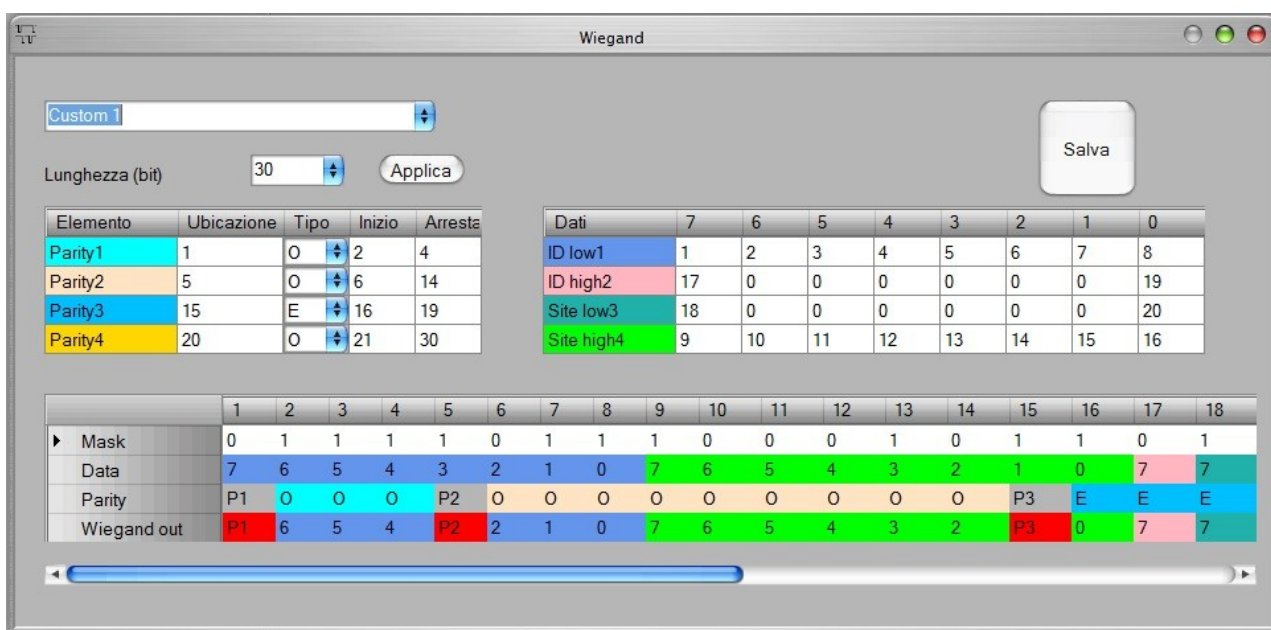 Wiegand
Custom 1
Salva
Lunghezza (bit) 30 Applica
Elemento Ubicazione Tipo Inizio Arresta
Parity1 1 O 2 4
Parity2 5 O 6 14
Parity3 15 E 16 19
Parity4 20 O 21 30
Dati 7 6 5 4 3 2 1 0
ID low1 1 2 3 4 5 6 7 8
ID high2 17 0 0 0 0 0 0 19
Site low3 18 0 0 0 0 0 0 20
Site high4 9 10 11 12 13 14 15 16
1 2 3 4 5 6 7 8 9 10 11 12 13 14 15 16 17 18
Mask 0 1 1 1 1 0 1 1 1 0 0 0 1 0 1 1 0 1
Data 7 6 5 4 3 2 1 0 7 6 5 4 3 2 1 0 7 7
Parity P1 O O O P2 O O O O O O O O O P3 E E E
Wiegand out P1 6 5 4 P2 2 1 0 7 6 5 4 3 2 P3 0 7 7